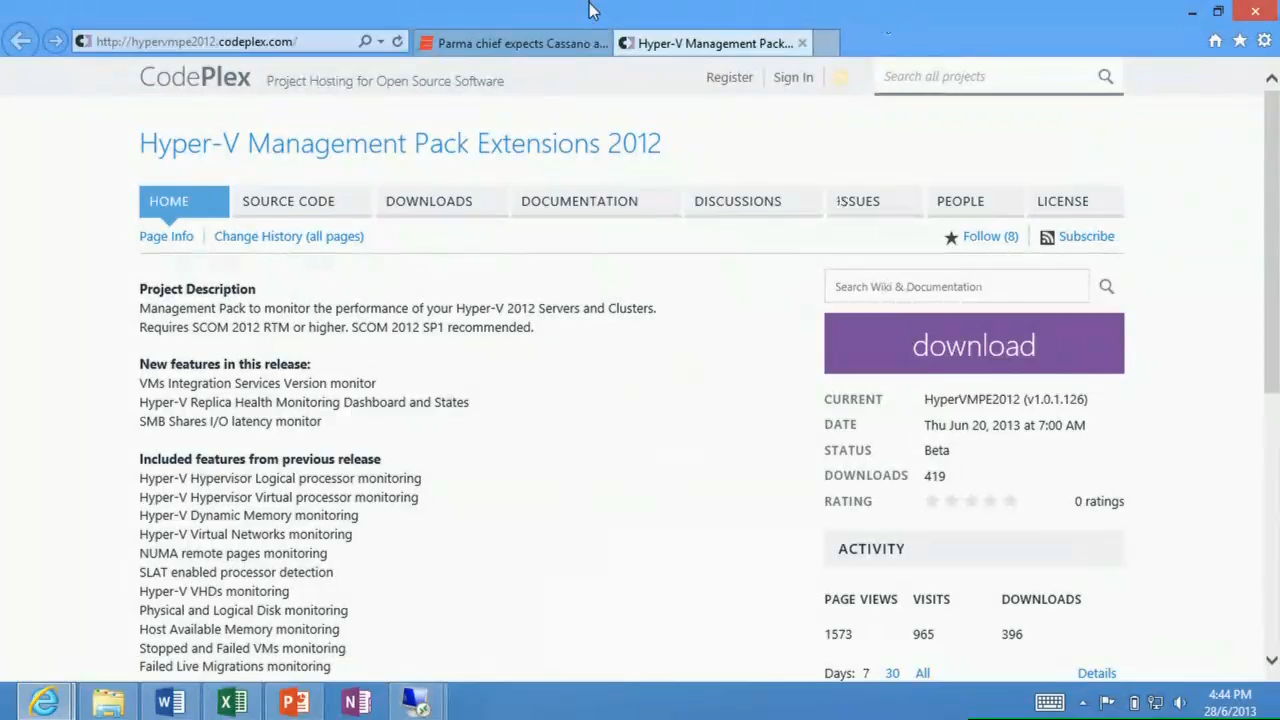 http://hypervmpe2012.codeplex.com/
Parma chief expects Cassano a...
Hyper-V Management Pack...
CodePlex Project Hosting for Open Source Software
Register Sign In
Search all projects
Hyper-V Management Pack Extensions 2012
HOME SOURCE CODE DOWNLOADS DOCUMENTATION DISCUSSIONS ISSUES PEOPLE LICENSE
Page Info Change History (all pages) Follow (8) Subscribe
Project Description
Management Pack to monitor the performance of your Hyper-V 2012 Servers and Clusters.
Requires SCOM 2012 RTM or higher. SCOM 2012 SP1 recommended.
New features in this release:
VMs Integration Services Version monitor
Hyper-V Replica Health Monitoring Dashboard and States
SMB Shares I/O latency monitor
Included features from previous release
Hyper-V Hypervisor Logical processor monitoring
Hyper-V Hypervisor Virtual processor monitoring
Hyper-V Dynamic Memory monitoring
Hyper-V Virtual Networks monitoring
NUMA remote pages monitoring
SLAT enabled processor detection
Hyper-V VHDs monitoring
Physical and Logical Disk monitoring
Host Available Memory monitoring
Stopped and Failed VMs monitoring
Failed Live Migrations monitoring
Search Wiki & Documentation
download
CURRENT HyperVMPE2012 (v1.0.1.126)
DATE Thu Jun 20, 2013 at 7:00 AM
STATUS Beta
DOWNLOADS 419
RATING 0 ratings
ACTIVITY
PAGE VIEWS VISITS DOWNLOADS
1573 965 396
Days: 7 30 All Details
4:44 PM
28/6/2013